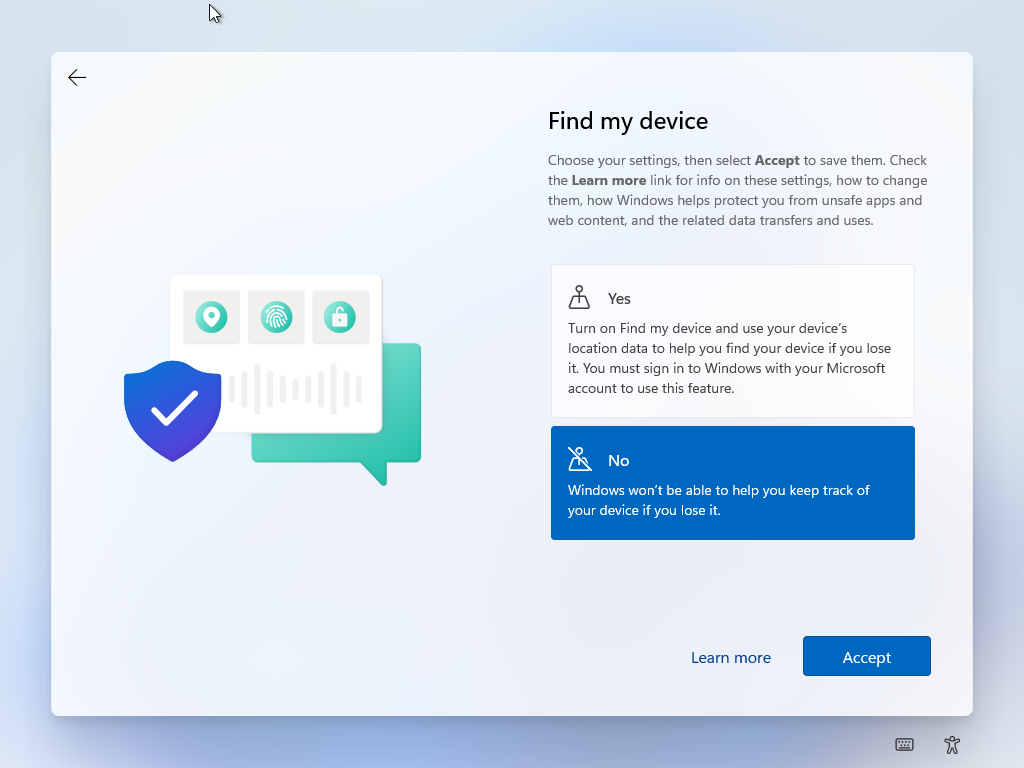 Find my device
Choose your settings, then select Accept to save them. Check
the Learn more link for info on these settings, how to change
them, how Windows helps protect you from unsafe apps and
web content, and the related data transfers and uses.
Yes
Turn on Find my device and use your device’s
location data to help you find your device if you lose
it. You must sign in to Windows with your Microsoft
account to use this feature.
No
Windows won’t be able to help you keep track of
your device if you lose it.
Learn more
Accept